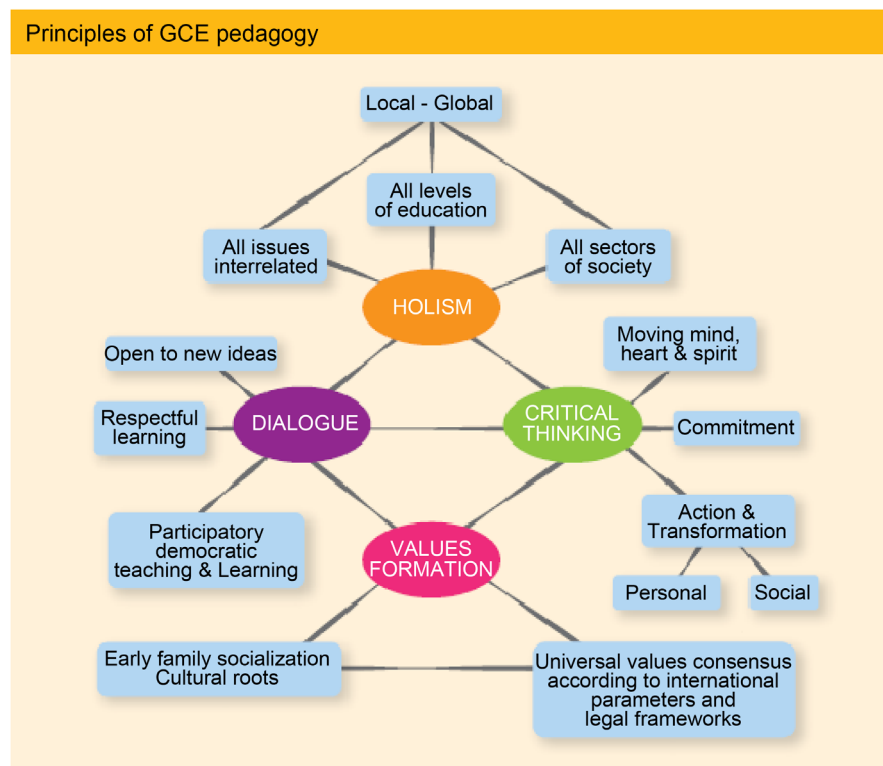 Principles of GCE pedagogy
Local - Global
All levels
of education
All issues
interrelated
All sectors
of society
HOLISM
Moving mind,
heart & spirit
Open to new ideas
Respectful
learning
DIALOGUE
CRITICAL
THINKING
Commitment
Participatory
democratic
teaching & Learning
Action &
Transformation
VALUES
FORMATION
Personal
Social
Early family socialization
Cultural roots
Universal values consensus
according to international
parameters and
legal frameworks